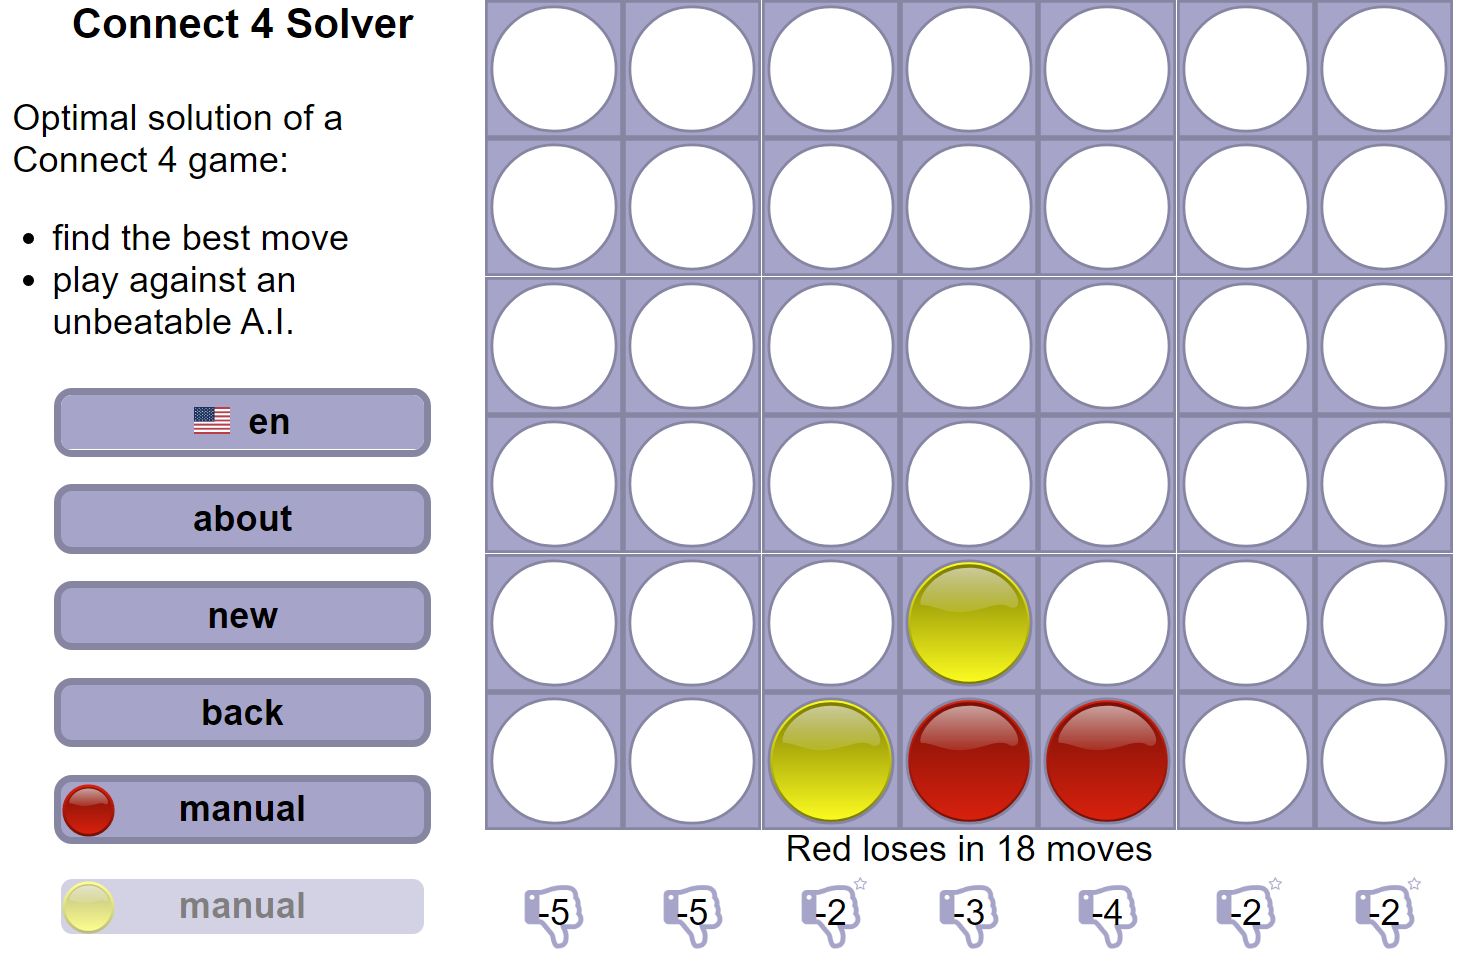 Connect 4 Solver
Optimal solution of a
Connect 4 game:
find the best move
play against an
unbeatable A.I.
en
about
new
back
manual
manual
Red loses in 18 moves
-5 -5 -2 -3 -4 -2 -2